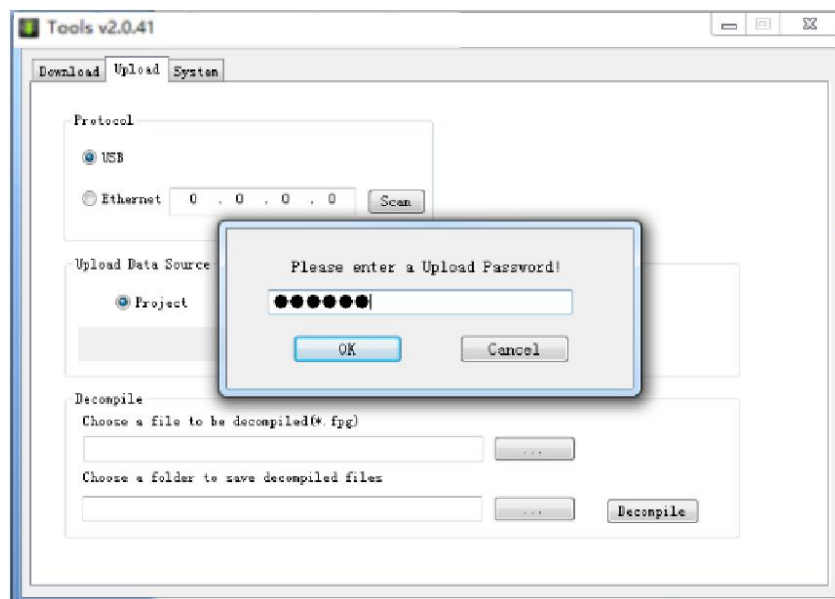 Tools v2.0.41
Download Upload System
Protocol
USB
Ethernet 0 . 0 . 0 . 0 Scan
Upload Data Source
Please enter a Upload Password!
Project
●●●●●●
OK Cancel
Decompile
Choose a file to be decompiled(*.fpg)
...
Choose a folder to save decompiled files
... Decompile